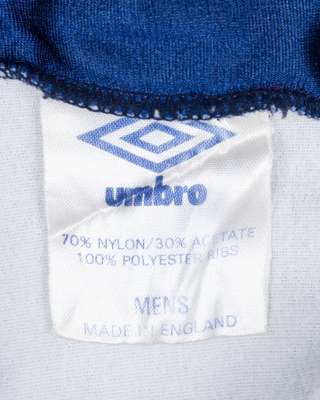 umbro
70% NYLON/30% ACETATE
100% POLYESTER RIBS
MENS
MADE IN ENGLAND